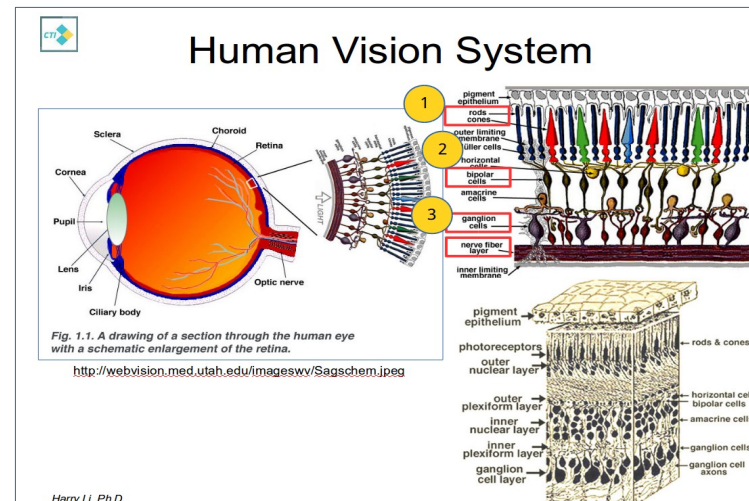 CTI
Human Vision System
Sclera
Choroid
Retina
Cornea
Pupil
Lens
Iris
Ciliary body
Optic nerve
LIGHT
Fig. 1.1. A drawing of a section through the human eye
with a schematic enlargement of the retina.
http://webvision.med.utah.edu/imageswv/Sagschem.jpeg
1
2
3
pigment
epithelium
rods
cones
outer limiting
membrane
üller cells
horizontal
cells
bipolar
cells
amacrine
cells
ganglion
cells
nerve fiber
layer
inner limiting
membrane
pigment
epithelium
photoreceptors
outer
nuclear layer
outer
plexiform layer
inner
nuclear layer
inner
plexiform layer
ganglion
cell layer
rods & cones
horizontal cel
bipolar cells
amacrine cell
ganglion cells
ganglion cell
axons
Harry Li, Ph.D.